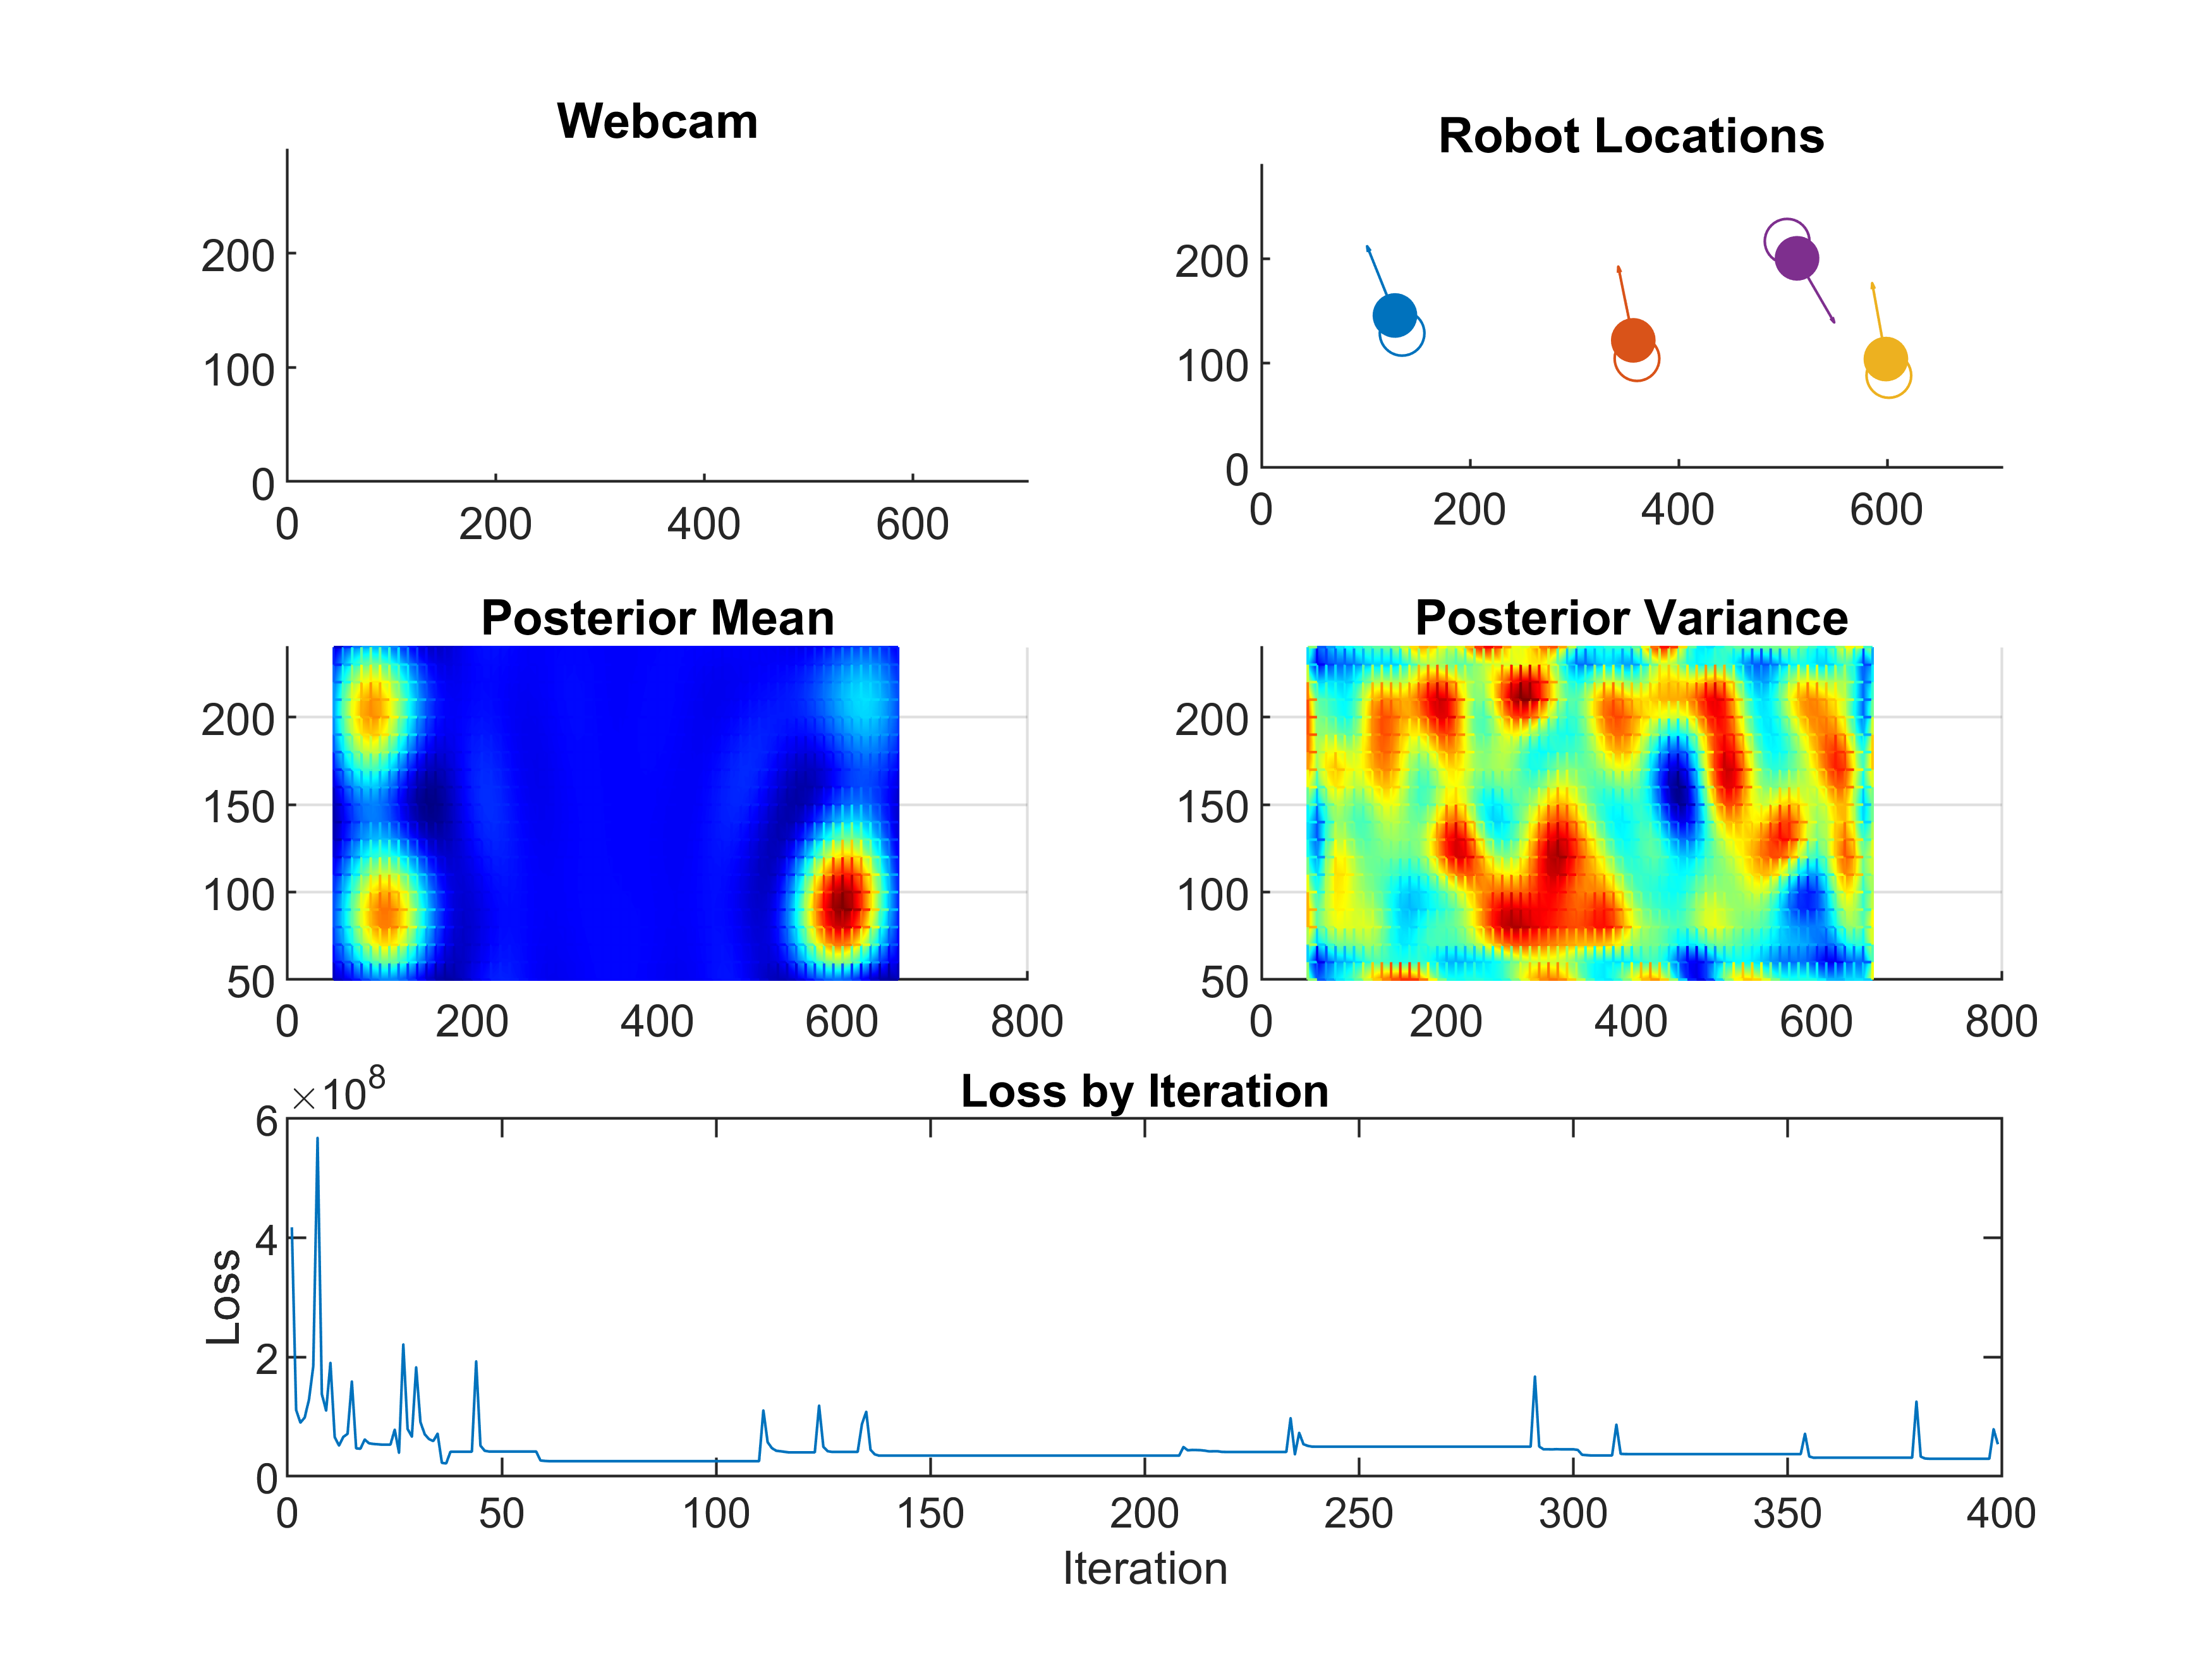 Webcam
200
100
0
0 200 400 600
Robot Locations
200
100
0
0 200 400 600
Posterior Mean
200
150
100
50
0 200 400 600 800
Posterior Variance
200
150
100
50
0 200 400 600 800
Loss by Iteration
×10⁸
6
4
2
0
Loss
0 50 100 150 200 250 300 350 400
Iteration